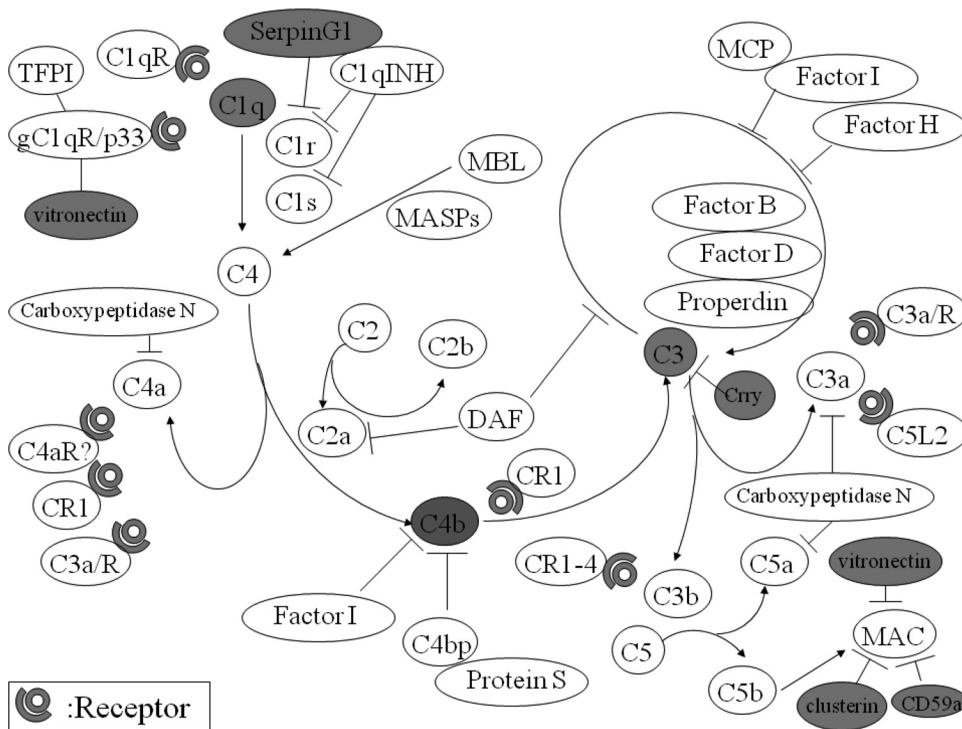 SerpinG1
C1qR
TFPI
C1qINH
C1q
gC1qR/p33
C1r
C1s
vitronectin
MBL
MASPs
C4
MCP
Factor I
Factor H
Factor B
Factor D
Properdin
Carboxypeptidase N
C4a
C2
C2b
C2a
DAF
C3
Crry
C3a/R
C3a
C5L2
C4aR?
CR1
C3a/R
CR1
C4b
Carboxypeptidase N
CR1-4
C3b
C5a
vitronectin
Factor I
C4bp
Protein S
C5
C5b
MAC
clusterin
CD59a
:Receptor